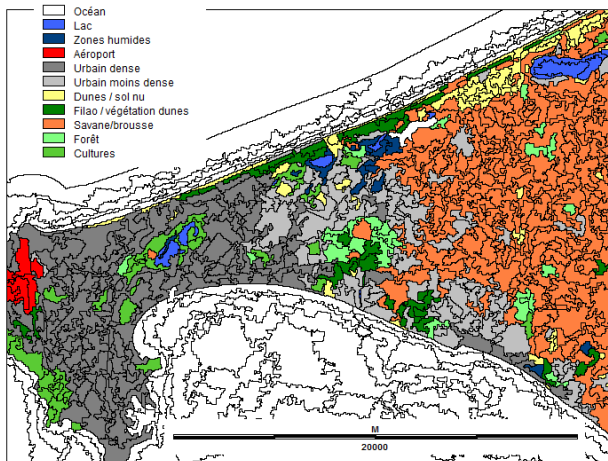 Océan
Lac
Zones humides
Aéroport
Urbain dense
Urbain moins dense
Dunes / sol nu
Filao / végétation dunes
Savane/brousse
Forêt
Cultures
M
20000